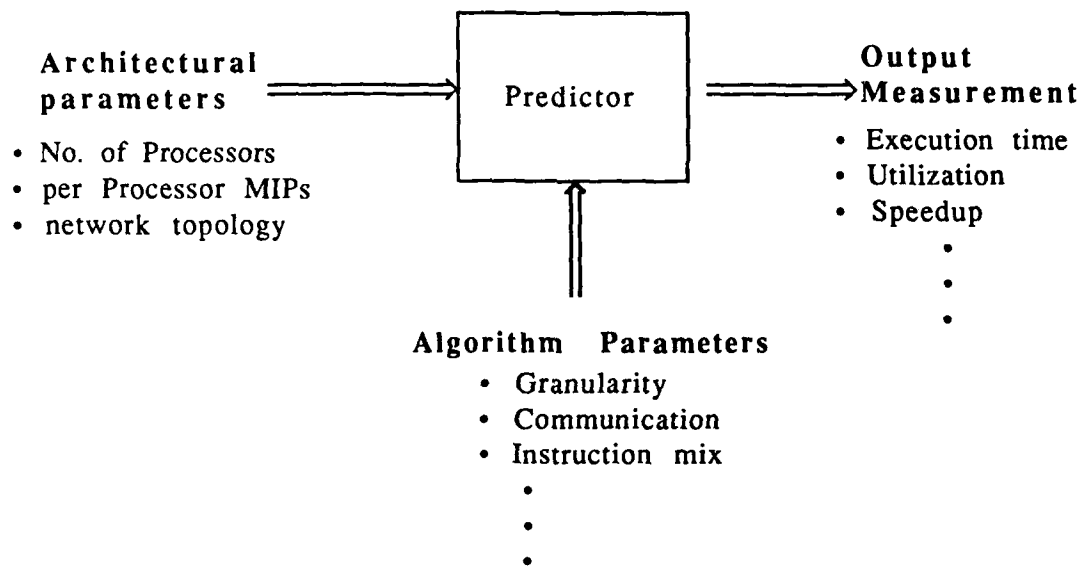 Architectural
parameters
• No. of Processors
• per Processor MIPs
• network topology
Predictor
Output
Measurement
• Execution time
• Utilization
• Speedup
•
•
•
Algorithm Parameters
• Granularity
• Communication
• Instruction mix
•
•
•